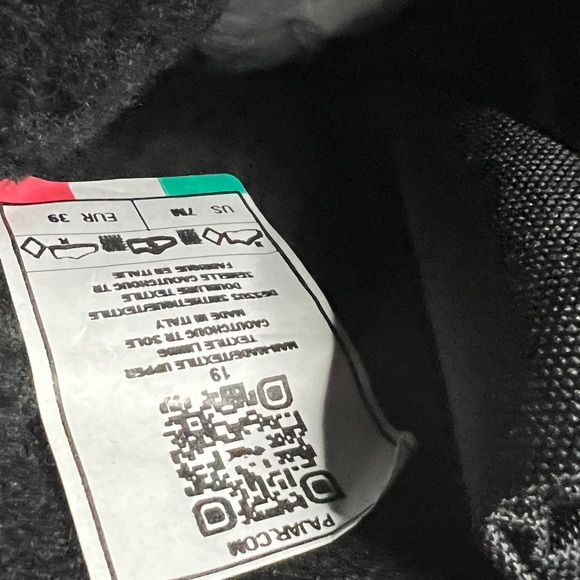 PAJAR.COM
19
MAN-MADE/TEXTILE UPPER
TEXTILE LINING
CAOUTCHOUC TR SOLE
MADE IN ITALY
DESSUS SYNTHETIQUE/TEXTILE
DOUBLURE TEXTILE
SEMELLE CAOUTCHOUC TR
FABRIQUE EN ITALIE
US 7M EUR 39